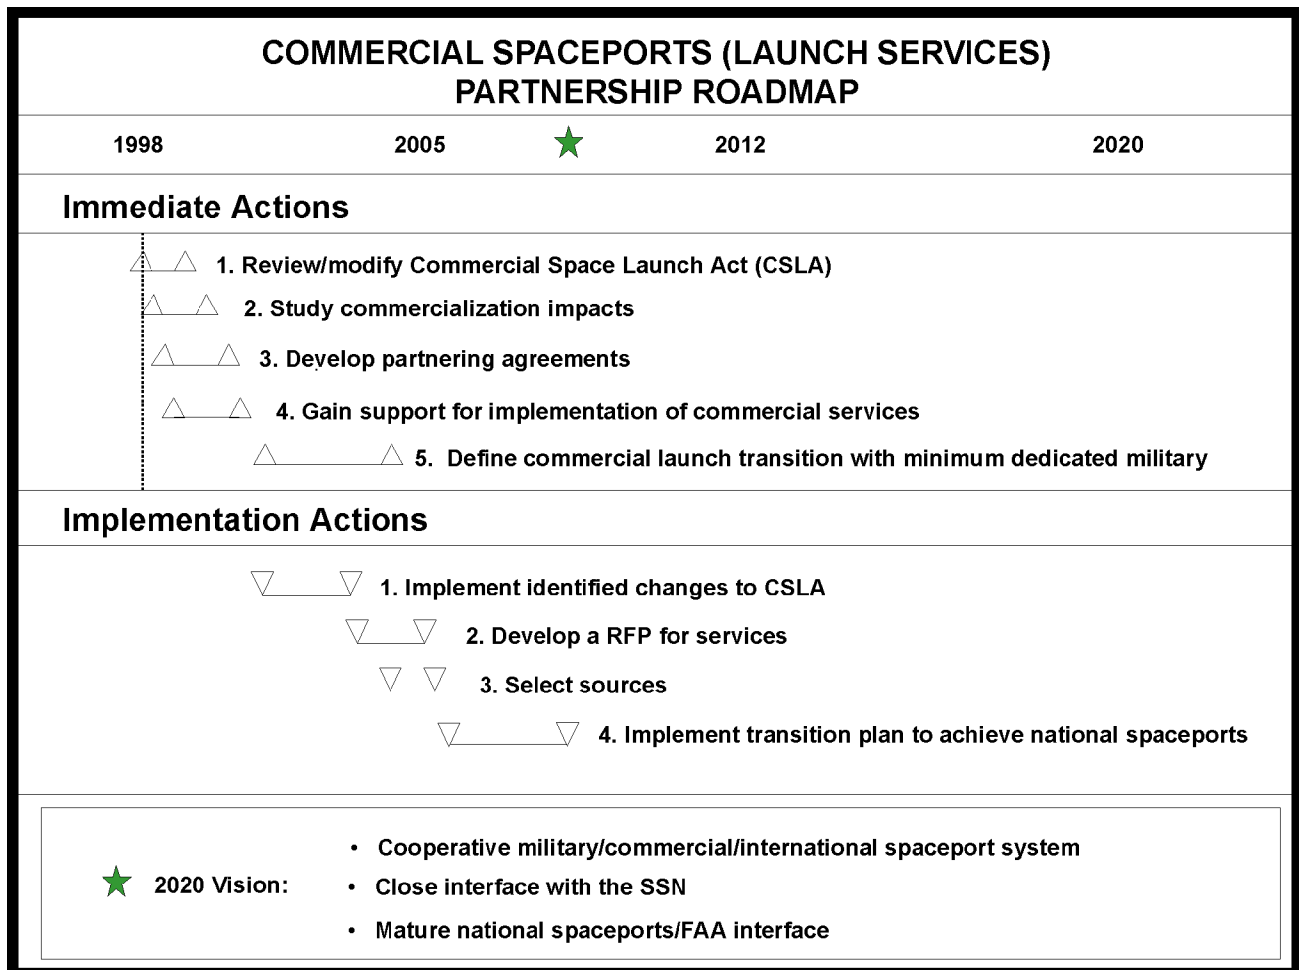 COMMERCIAL SPACEPORTS (LAUNCH SERVICES)
PARTNERSHIP ROADMAP
1998 2005 2012 2020
Immediate Actions
1. Review/modify Commercial Space Launch Act (CSLA)
2. Study commercialization impacts
3. Develop partnering agreements
4. Gain support for implementation of commercial services
5. Define commercial launch transition with minimum dedicated military
Implementation Actions
1. Implement identified changes to CSLA
2. Develop a RFP for services
3. Select sources
4. Implement transition plan to achieve national spaceports
2020 Vision:
• Cooperative military/commercial/international spaceport system
• Close interface with the SSN
• Mature national spaceports/FAA interface